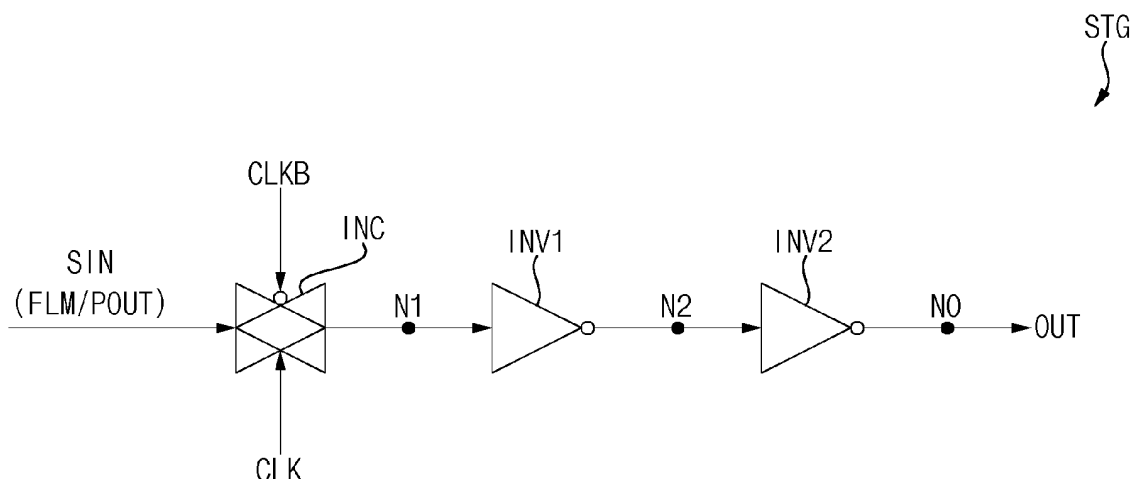 STG
CLKB
INC
INV1
INV2
SIN
(FLM/POUT)
N1
N2
NO
OUT
CLK